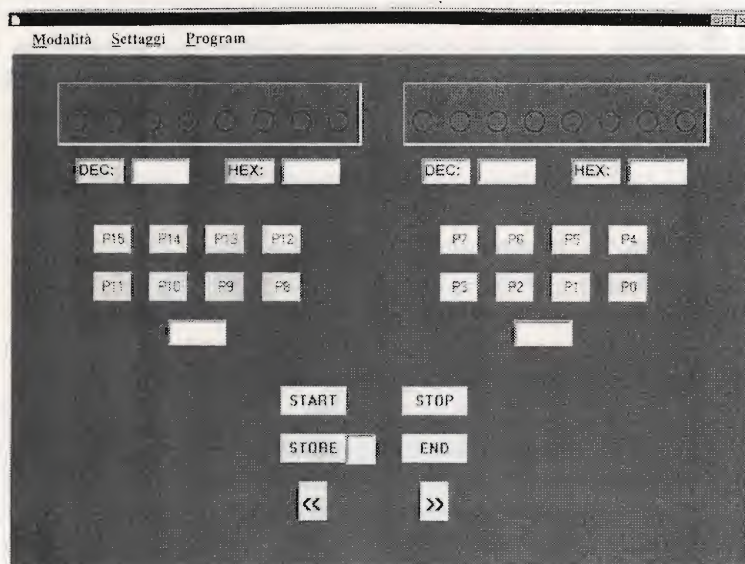 Modalità Settaggi Program
DEC: HEX: DEC: HEX:
P15 P14 P13 P12 P7 P6 P5 P4
P11 P10 P9 P8 P3 P2 P1 P0
START STOP
STORE END
<< >>